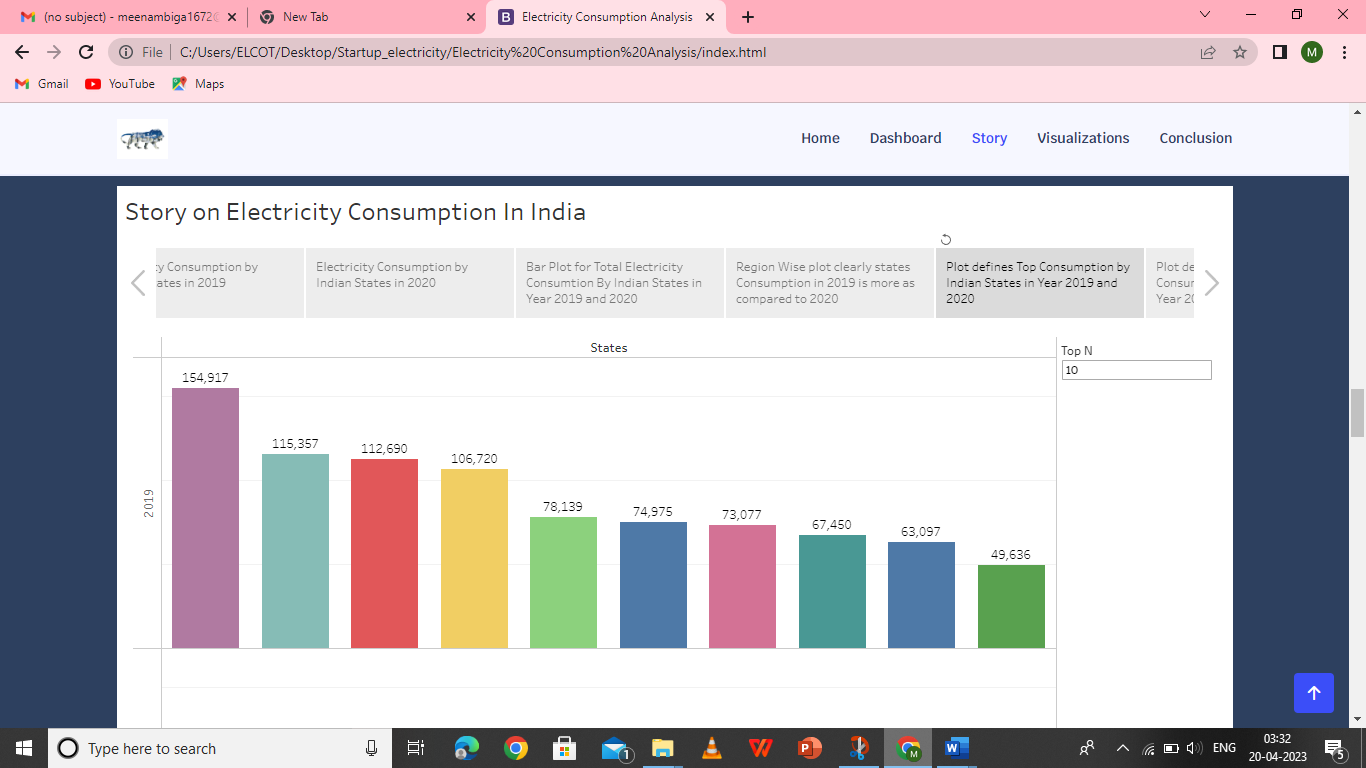 (no subject) - meenambiga1672@
New Tab
Electricity Consumption Analysis
File
C:/Users/ELCOT/Desktop/Startup_electricity/Electricity%20Consumption%20Analysis/index.html
M
Gmail
YouTube
Maps
Home
Dashboard
Story
Visualizations
Conclusion
Story on Electricity Consumption In India
ty Consumption by
ates in 2019
Electricity Consumption by
Indian States in 2020
Bar Plot for Total Electricity
Consumtion By Indian States in
Year 2019 and 2020
Region Wise plot clearly states
Consumption in 2019 is more as
compared to 2020
Plot defines Top Consumption by
Indian States in Year 2019 and
2020
Plot de
Consur
Year 20
States
Top N
10
154,917
115,357
112,690
106,720
78,139
74,975
73,077
67,450
63,097
49,636
2019
Type here to search
1
M
ENG
03:32
20-04-2023
5